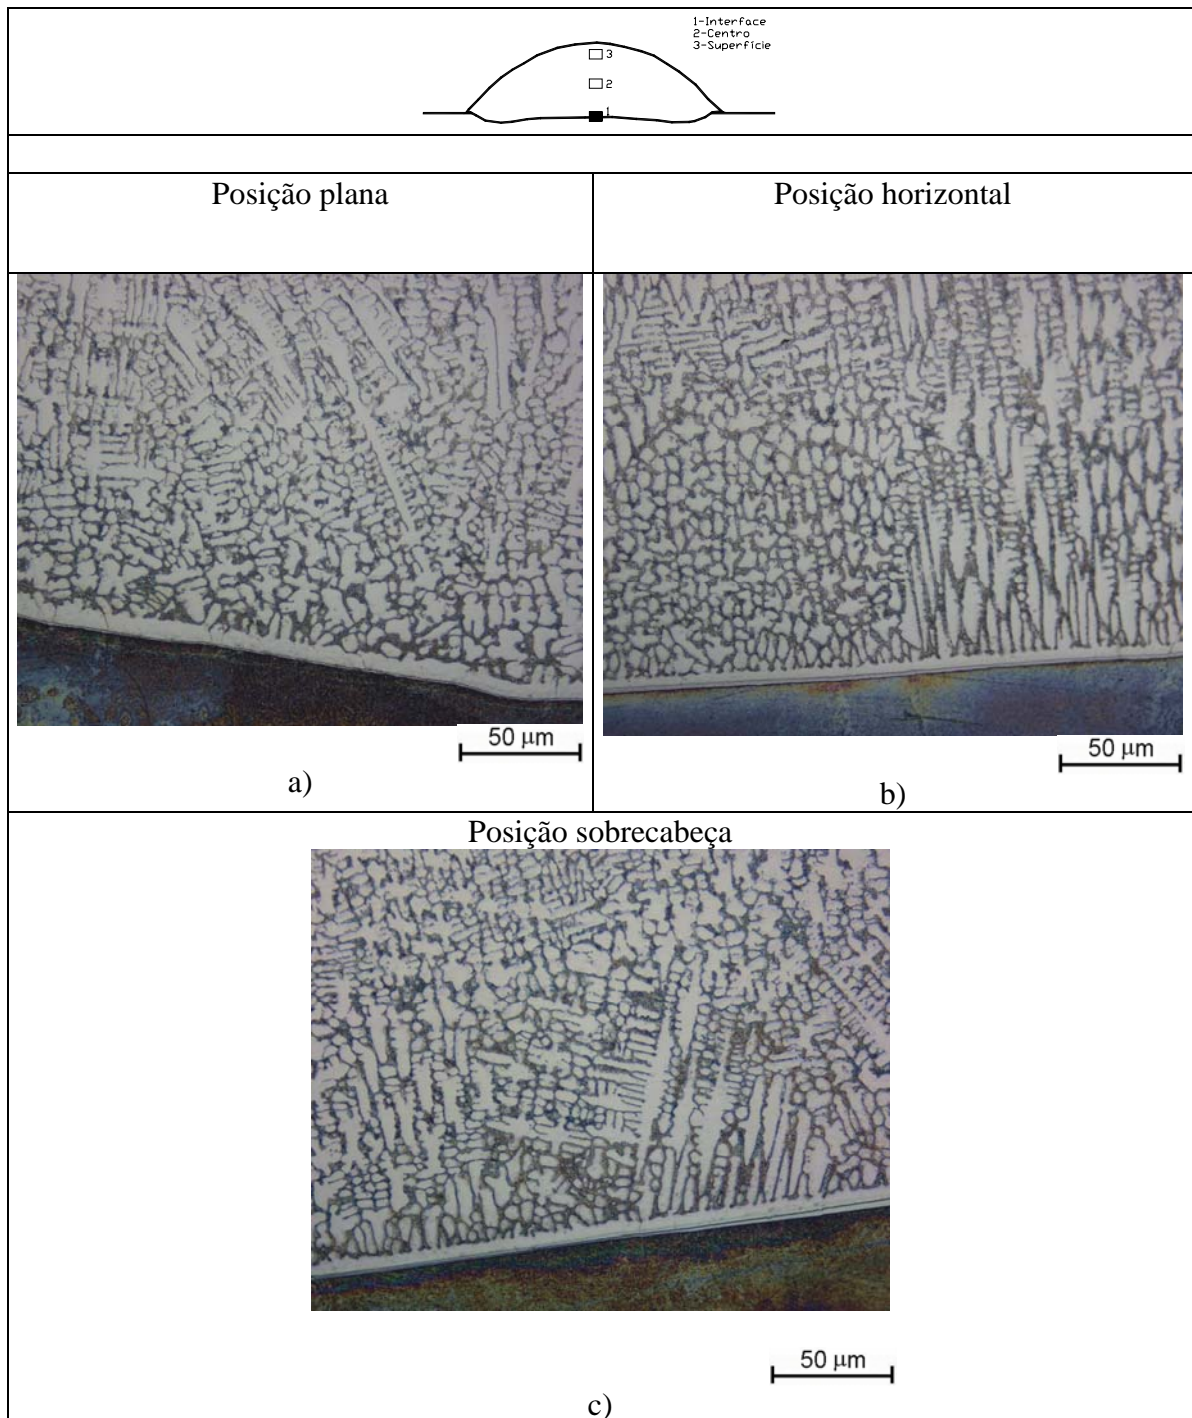 1-Interface
2-Centro
3-Superfície
3
2
1
Posição plana
Posição horizontal
50 µm
50 µm
a)
b)
Posição sobrecabeça
50 µm
c)